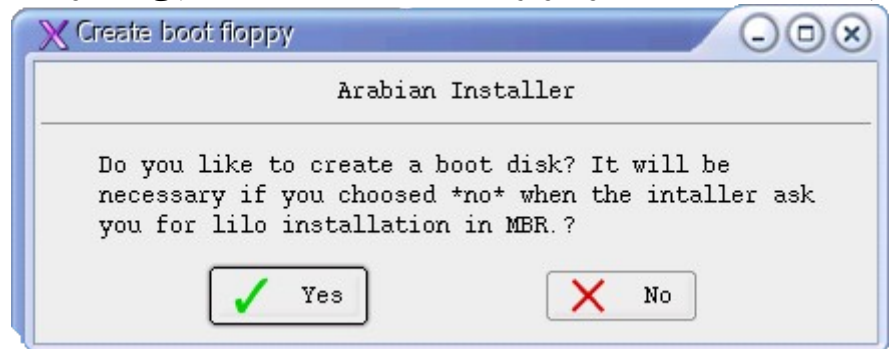 Create boot floppy
Arabian Installer
Do you like to create a boot disk? It will be
necessary if you choosed *no* when the intaller ask
you for lilo installation in MBR.?
Yes
No